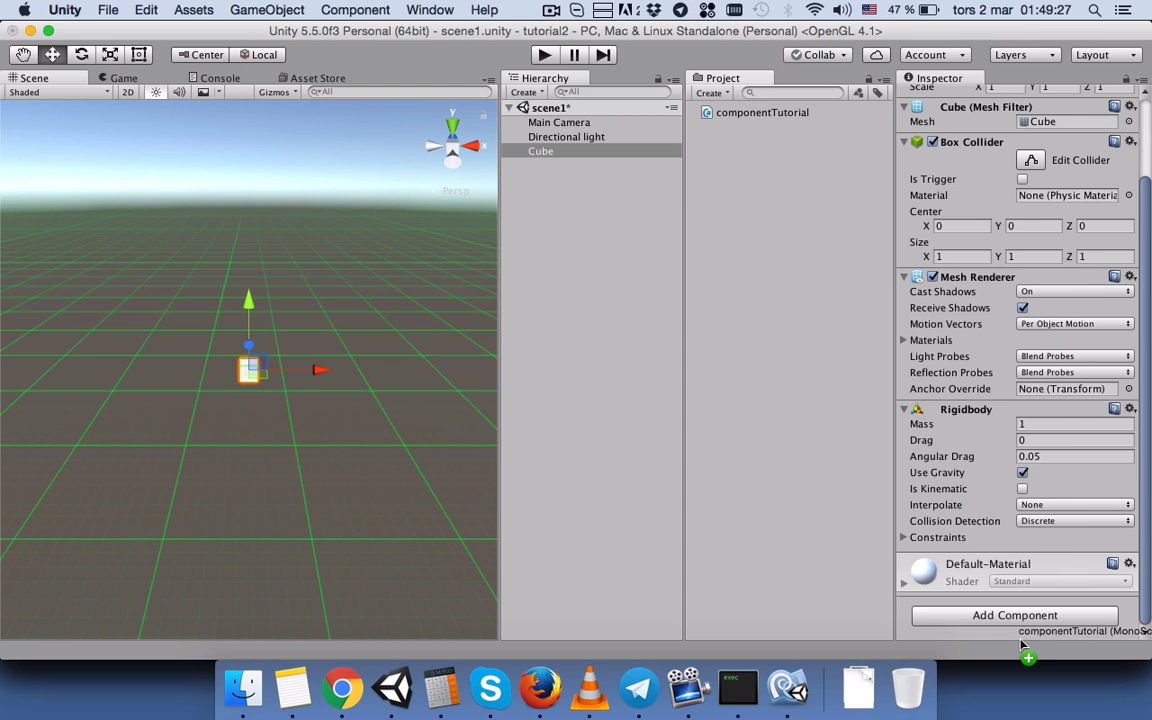 Unity File Edit Assets GameObject Component Window Help 47 % tors 2 mar 01:49:27
Unity 5.5.0f3 Personal (64bit) - scene1.unity - tutorial2 - PC, Mac & Linux Standalone (Personal) <OpenGL 4.1>
Center Local Collab Account Layers Layout
Scene Game Console Asset Store Hierarchy Project Inspector
Shaded 2D Gizmos All Create All Create Scale X 1 Y 1 Z 1
scene1*
Main Camera
Directional light
Cube
componentTutorial
Cube (Mesh Filter)
Mesh Cube
Box Collider
Edit Collider
Is Trigger
Material None (Physic Materia
Center
X 0 Y 0 Z 0
Size
X 1 Y 1 Z 1
Mesh Renderer
Cast Shadows On
Receive Shadows
Motion Vectors Per Object Motion
Materials
Light Probes Blend Probes
Reflection Probes Blend Probes
Anchor Override None (Transform)
Rigidbody
Mass 1
Drag 0
Angular Drag 0.05
Use Gravity
Is Kinematic
Interpolate None
Collision Detection Discrete
Constraints
Default-Material
Shader Standard
Add Component
componentTutorial (MonoSc
y
x
Persp
exec